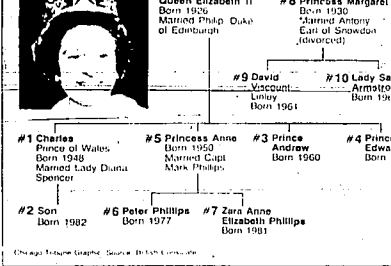 Queen Elizabeth II
Born 1926
Married Philip Duke
of Edinburgh
#8 Princess Margaret
Born 1930
Married Antony
Earl of Snowdon
(divorced)
#9 David
Viscount
Linley
Born 1961
#10 Lady Sa
Armstro
Born 196
#1 Charles
Prince of Wales
Born 1948
Married Lady Diana
Spencer
#5 Princess Anne
Born 1950
Married Capt
Mark Phillips
#3 Prince
Andrew
Born 1960
#4 Princ
Edwa
Born
#2 Son
Born 1982
#6 Peter Phillips
Born 1977
#7 Zara Anne
Elizabeth Phillips
Born 1981
Chicago Tribune Graphic Source: British Consulate